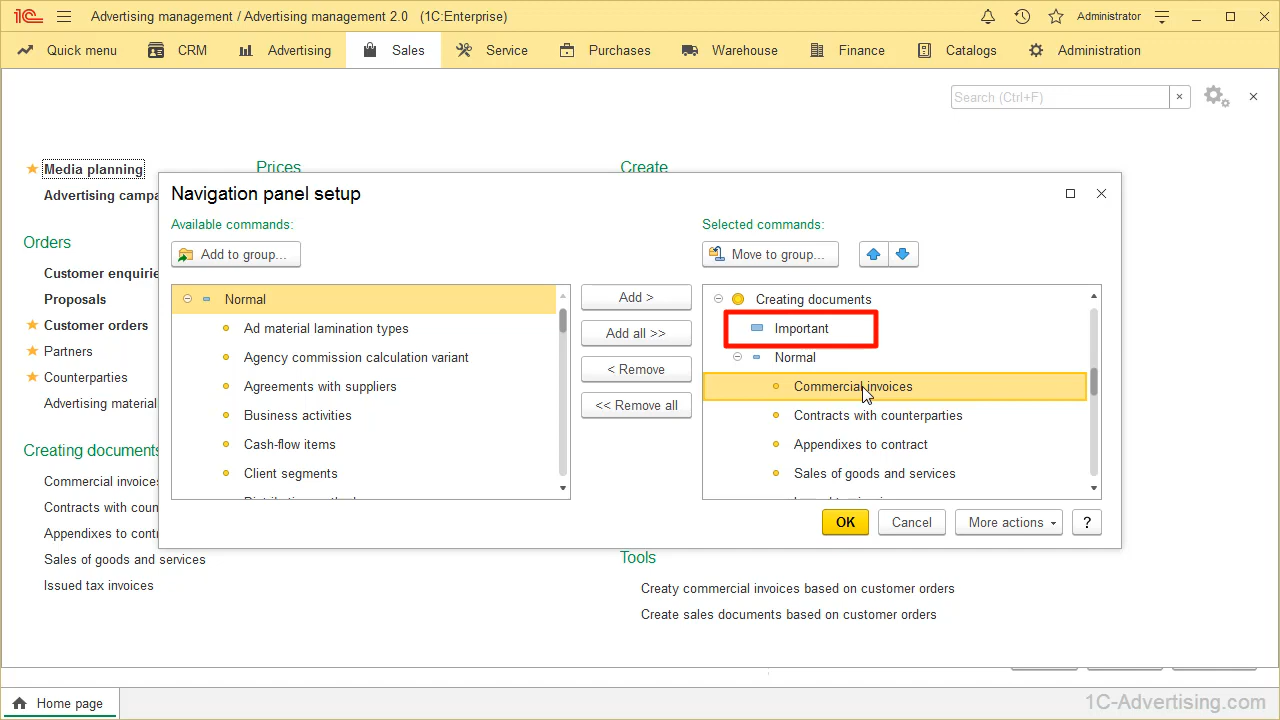 Advertising management / Advertising management 2.0 (1C:Enterprise)
Administrator
Quick menu
CRM
Advertising
Sales
Service
Purchases
Warehouse
Finance
Catalogs
Administration
Search (Ctrl+F)
Media planning
Prices
Create
Advertising campa
Orders
Customer enquirie
Proposals
Customer orders
Partners
Counterparties
Advertising material
Creating documents
Commercial invoices
Contracts with coun
Appendixes to cont
Sales of goods and services
Issued tax invoices
Navigation panel setup
Available commands:
Add to group...
Normal
Ad material lamination types
Agency commission calculation variant
Agreements with suppliers
Business activities
Cash-flow items
Client segments
Add >
Add all >>
< Remove
<< Remove all
Selected commands:
Move to group...
Creating documents
Important
Normal
Commercial invoices
Contracts with counterparties
Appendixes to contract
Sales of goods and services
OK
Cancel
More actions
?
Tools
Creaty commercial invoices based on customer orders
Create sales documents based on customer orders
Home page
1C-Advertising.com